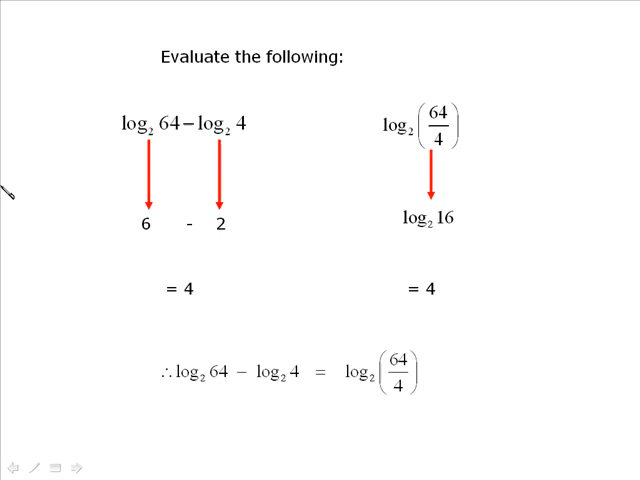 Evaluate the following:
log₂ 64 − log₂ 4
log₂(64/4)
6 - 2
log₂ 16
= 4
= 4
∴ log₂ 64 − log₂ 4 = log₂(64/4)